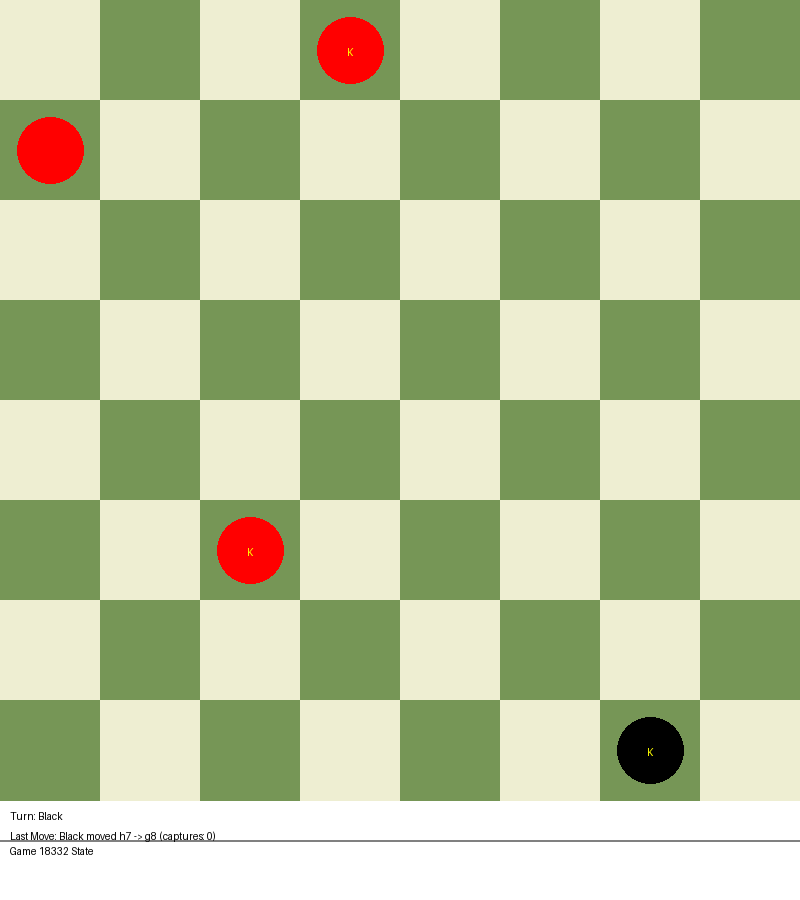 K
K
K
Turn: Black
Last Move: Black moved h7 -> g8 (captures: 0)
Game 18332 State